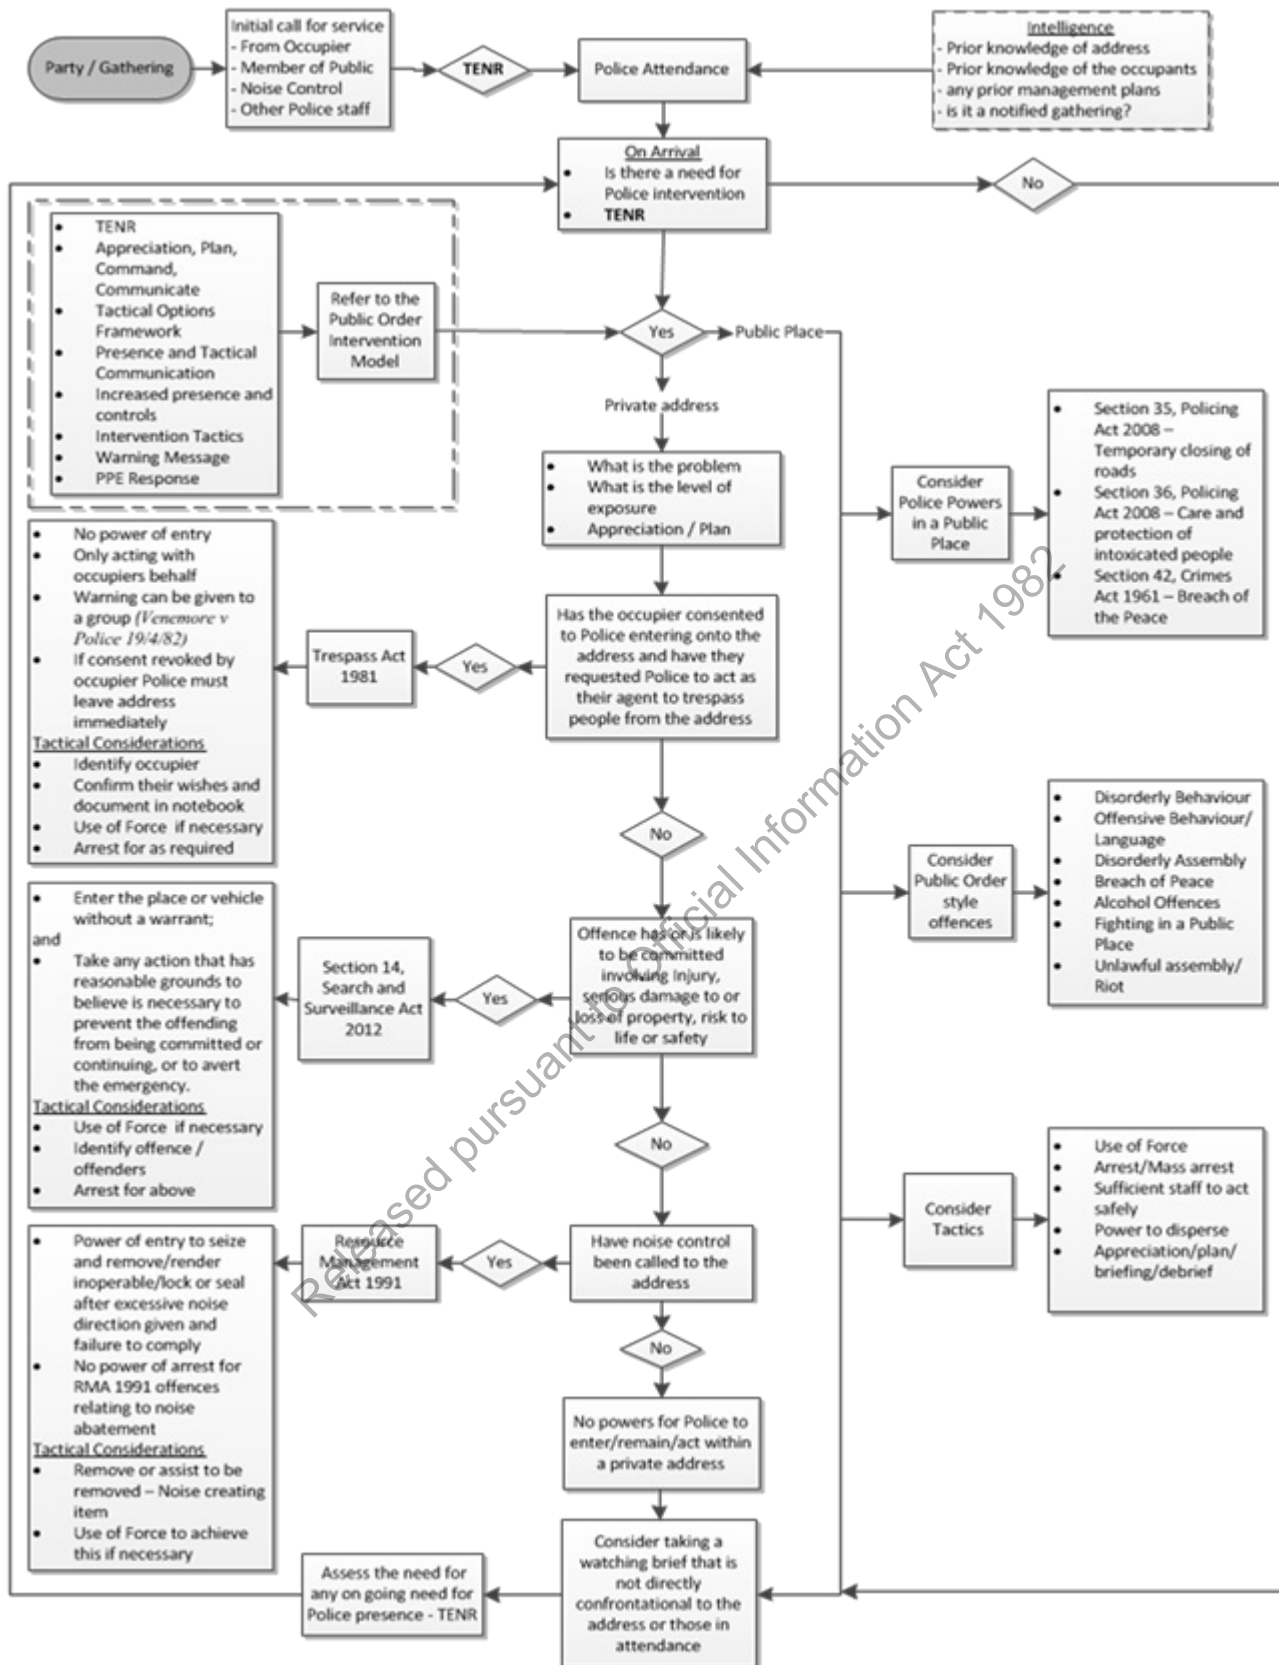 Party / Gathering
Initial call for service
- From Occupier
- Member of Public
- Noise Control
- Other Police staff
TENR
Police Attendance
Intelligence
- Prior knowledge of address
- Prior knowledge of the occupants
- any prior management plans
- is it a notified gathering?
On Arrival
• Is there a need for
Police intervention
• TENR
No
• TENR
• Appreciation, Plan,
Command,
Communicate
• Tactical Options
Framework
• Presence and Tactical
Communication
• Increased presence and
controls
• Intervention Tactics
• Warning Message
• PPE Response
Refer to the
Public Order
Intervention
Model
Yes
Public Place
Private address
• What is the problem
• What is the level of
exposure
• Appreciation / Plan
Consider
Police Powers
in a Public
Place
• Section 35, Policing
Act 2008 –
Temporary closing of
roads
• Section 36, Policing
Act 2008 – Care and
protection of
intoxicated people
• Section 42, Crimes
Act 1961 – Breach of
the Peace
• No power of entry
• Only acting with
occupiers behalf
• Warning can be given to
a group (Venemore v
Police 19/4/82)
• If consent revoked by
occupier Police must
leave address
immediately
Tactical Considerations
• Identify occupier
• Confirm their wishes and
document in notebook
• Use of Force if necessary
• Arrest for as required
Trespass Act
1981
Yes
Has the occupier consented
to Police entering onto the
address and have they
requested Police to act as
their agent to trespass
people from the address
No
Consider
Public Order
style
offences
• Disorderly Behaviour
• Offensive Behaviour/
Language
• Disorderly Assembly
• Breach of Peace
• Alcohol Offences
• Fighting in a Public
Place
• Unlawful assembly/
Riot
• Enter the place or vehicle
without a warrant;
and
• Take any action that has
reasonable grounds to
believe is necessary to
prevent the offending
from being committed or
continuing, or to avert
the emergency.
Tactical Considerations
• Use of Force if necessary
• Identify offence /
offenders
• Arrest for above
Section 14,
Search and
Surveillance Act
2012
Yes
Offence has or is likely
to be committed
involving Injury,
serious damage to or
loss of property, risk to
life or safety
No
Consider
Tactics
• Use of Force
• Arrest/Mass arrest
• Sufficient staff to act
safely
• Power to disperse
• Appreciation/plan/
briefing/debrief
• Power of entry to seize
and remove/render
inoperable/lock or seal
after excessive noise
direction given and
failure to comply
• No power of arrest for
RMA 1991 offences
relating to noise
abatement
Tactical Considerations
• Remove or assist to be
removed – Noise creating
item
• Use of Force to achieve
this if necessary
Resource
Management
Act 1991
Yes
Have noise control
been called to the
address
No
No powers for Police to
enter/remain/act within
a private address
Consider taking a
watching brief that is
not directly
confrontational to the
address or those in
attendance
Assess the need for
any on going need for
Police presence - TENR
Released pursuant to Official Information Act 1982